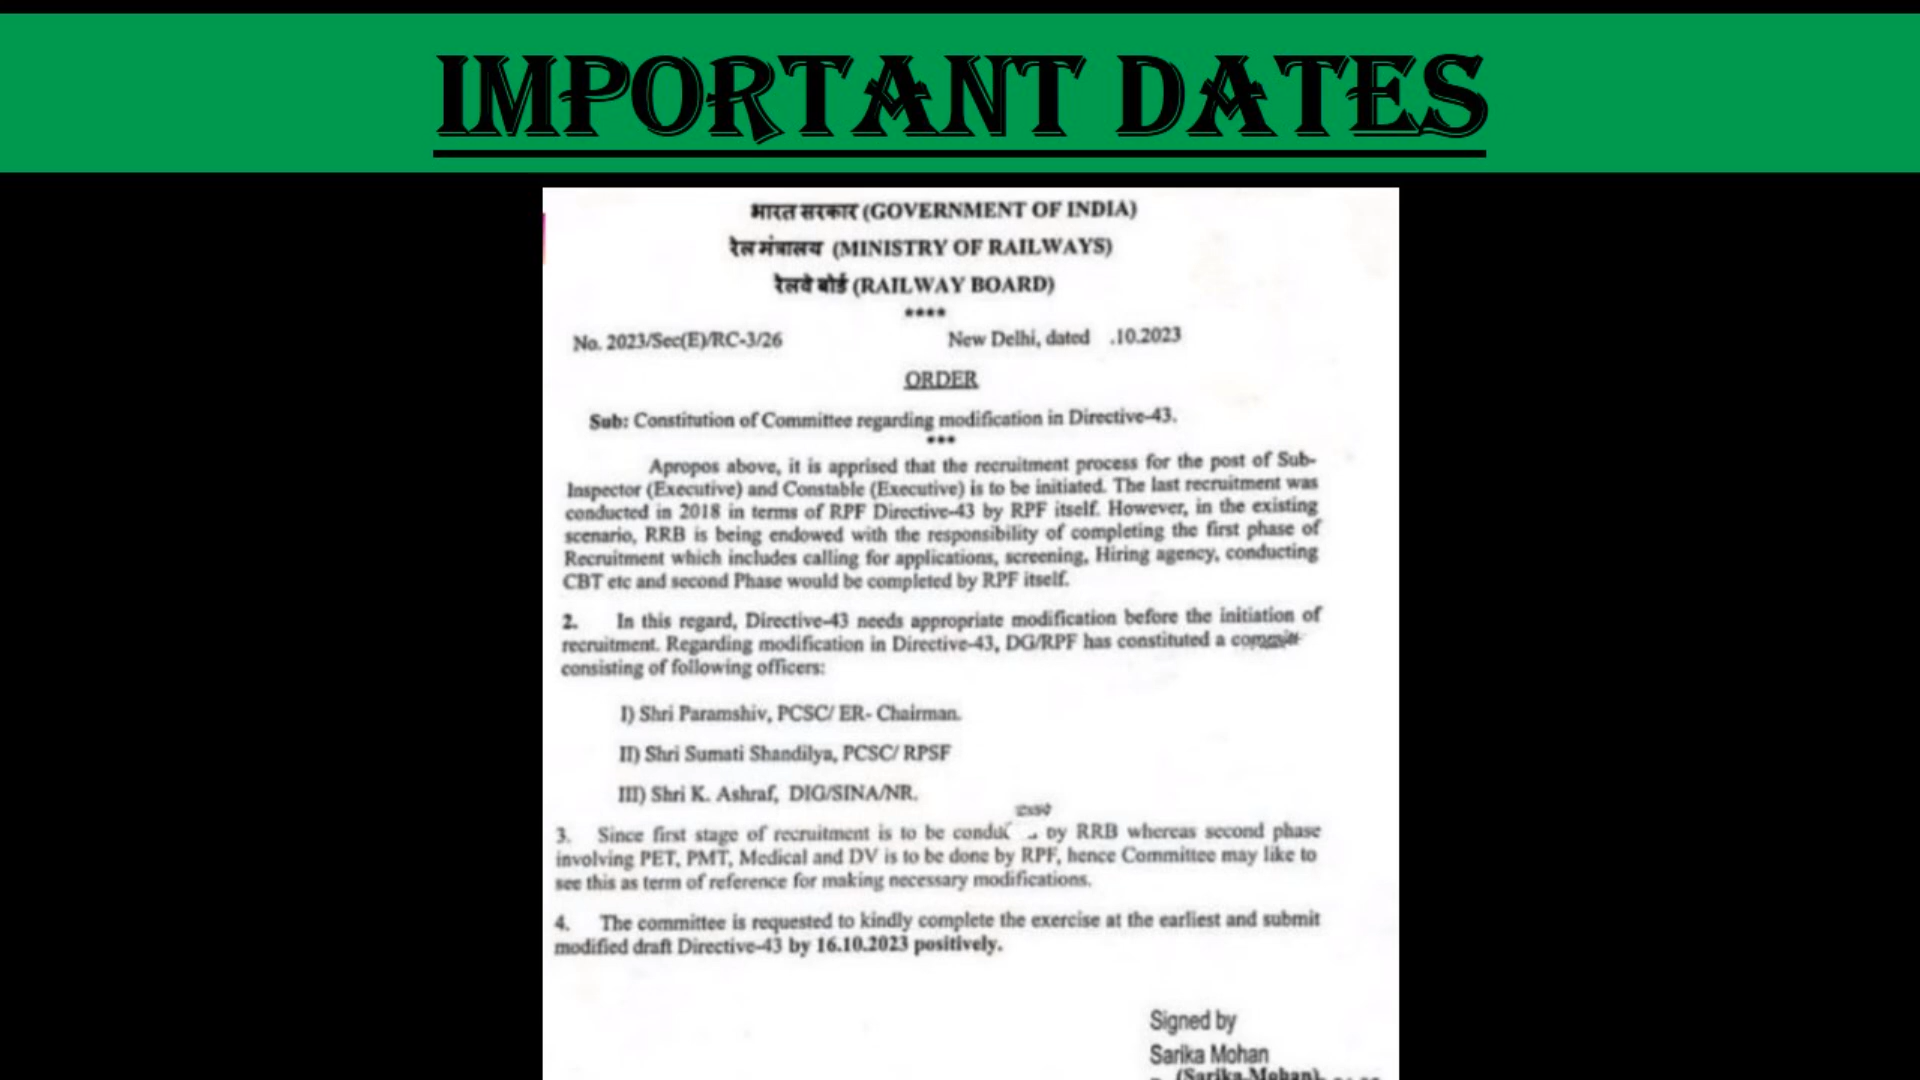 IMPORTANT DATES
भारत सरकार (GOVERNMENT OF INDIA)
रेल मंत्रालय (MINISTRY OF RAILWAYS)
रेलवे बोर्ड (RAILWAY BOARD)
****
No. 2023/Sec(E)/RC-3/26 New Delhi, dated .10.2023
ORDER
Sub: Constitution of Committee regarding modification in Directive-43.
***
Apropos above, it is apprised that the recruitment process for the post of Sub-
Inspector (Executive) and Constable (Executive) is to be initiated. The last recruitment was
conducted in 2018 in terms of RPF Directive-43 by RPF itself. However, in the existing
scenario, RRB is being endowed with the responsibility of completing the first phase of
Recruitment which includes calling for applications, screening, Hiring agency, conducting
CBT etc and second Phase would be completed by RPF itself.
2. In this regard, Directive-43 needs appropriate modification before the initiation of
recruitment. Regarding modification in Directive-43, DG/RPF has constituted a
consisting of following officers:
I) Shri Paramshiv, PCSC/ ER- Chairman.
II) Shri Sumati Shandilya, PCSC/ RPSF
III) Shri K. Ashraf, DIG/SINA/NR.
3. Since first stage of recruitment is to be by RRB whereas second phase
involving PET, PMT, Medical and DV is to be done by RPF, hence Committee may like to
see this as term of reference for making necessary modifications.
4. The committee is requested to kindly complete the exercise at the earliest and submit
modified draft Directive-43 by 16.10.2023 positively.
Signed by
Sarika Mohan
(Sarika Mohan)